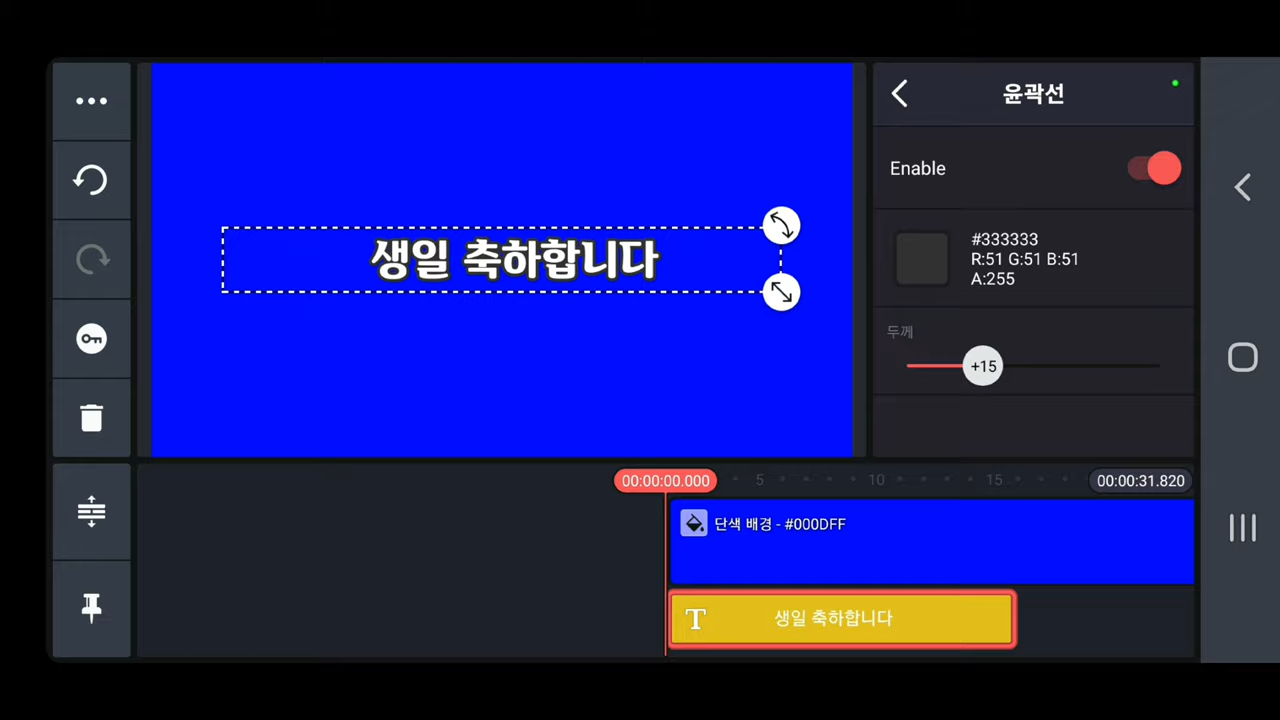 윤곽선
Enable
#333333
R:51 G:51 B:51
A:255
두께
+15
생일 축하합니다
00:00:00.000
5
10
15
00:00:31.820
단색 배경 - #000DFF
T
생일 축하합니다